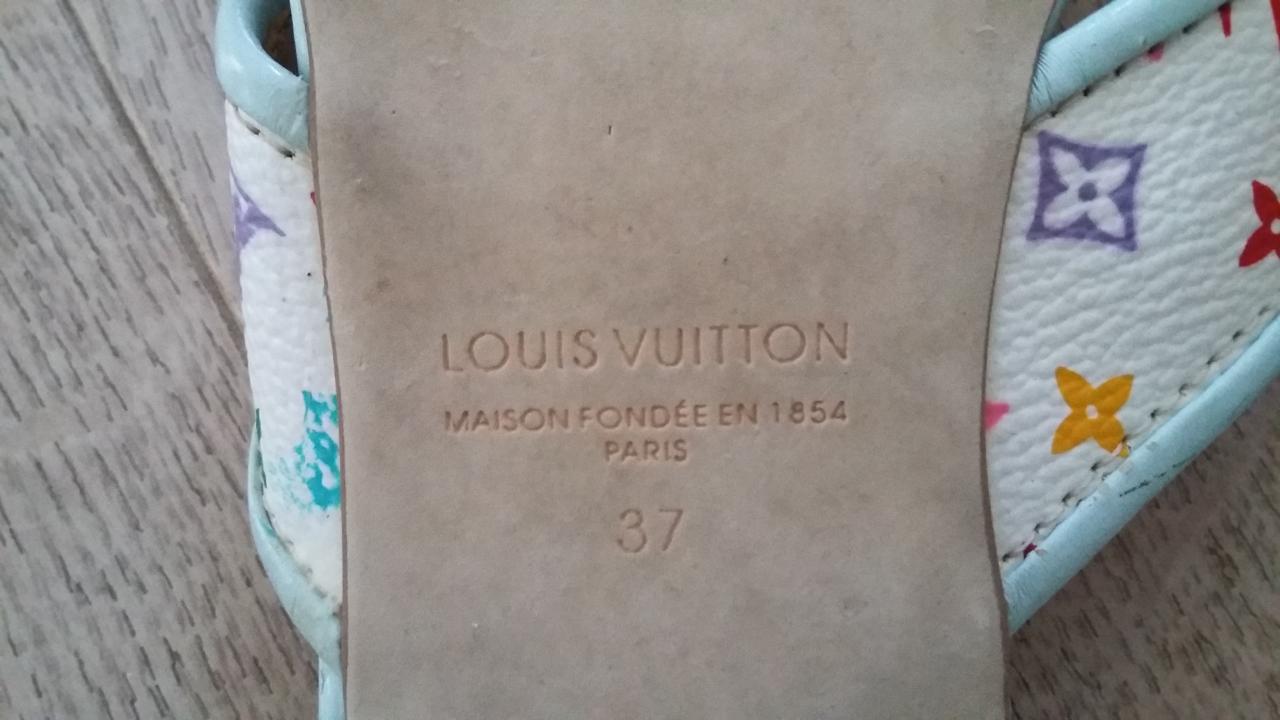 LOUIS VUITTON
MAISON FONDÉE EN 1854
PARIS
37